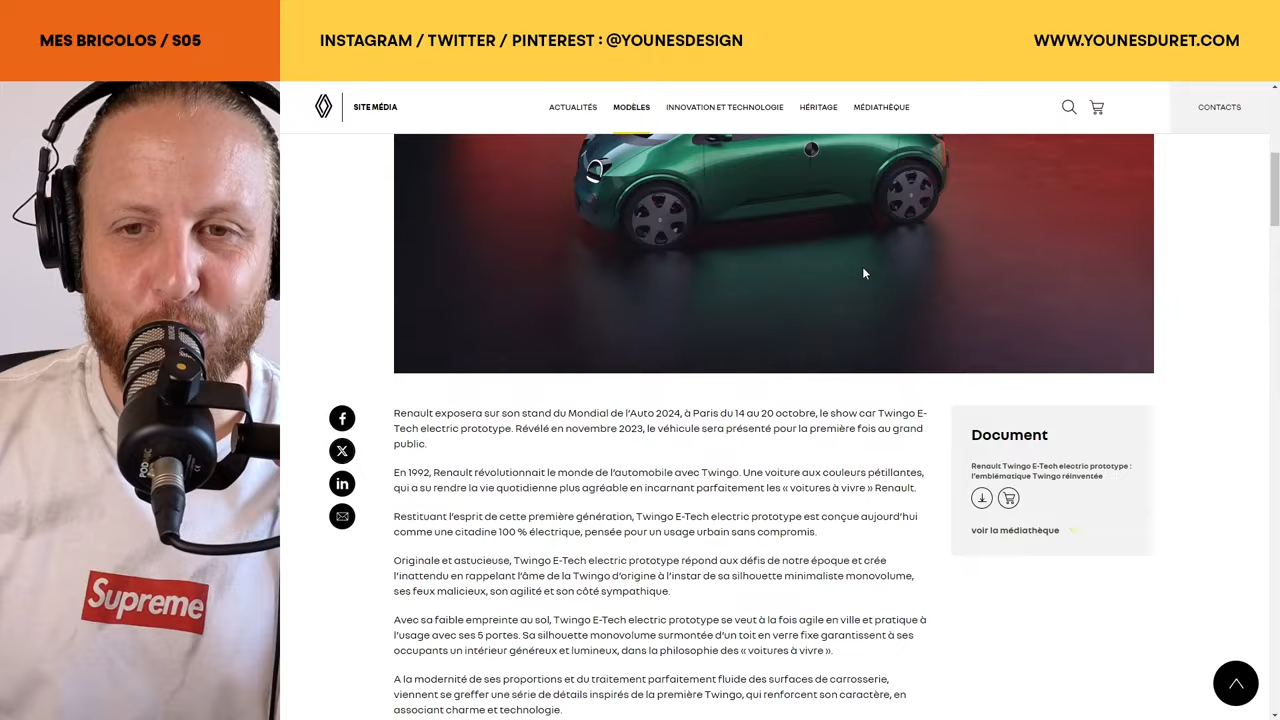 MES BRICOLOS / S05
INSTAGRAM / TWITTER / PINTEREST : @YOUNESDESIGN
WWW.YOUNESDURET.COM
SITE MÉDIA
ACTUALITÉS
MODÈLES
INNOVATION ET TECHNOLOGIE
HÉRITAGE
MÉDIATHÈQUE
CONTACTS
Renault exposera sur son stand du Mondial de l'Auto 2024, à Paris du 14 au 20 octobre, le show car Twingo E-
Tech electric prototype. Révélé en novembre 2023, le véhicule sera présenté pour la première fois au grand
public.
En 1992, Renault révolutionnait le monde de l'automobile avec Twingo. Une voiture aux couleurs pétillantes,
qui a su rendre la vie quotidienne plus agréable en incarnant parfaitement les « voitures à vivre » Renault.
Restituant l'esprit de cette première génération, Twingo E-Tech electric prototype est conçue aujourd'hui
comme une citadine 100 % électrique, pensée pour un usage urbain sans compromis.
Originale et astucieuse, Twingo E-Tech electric prototype répond aux défis de notre époque et crée
l'inattendu en rappelant l'âme de la Twingo d'origine à l'instar de sa silhouette minimaliste monovolume,
ses feux malicieux, son agilité et son côté sympathique.
Avec sa faible empreinte au sol, Twingo E-Tech electric prototype se veut à la fois agile en ville et pratique à
l'usage avec ses 5 portes. Sa silhouette monovolume surmontée d'un toit en verre fixe garantissent à ses
occupants un intérieur généreux et lumineux, dans la philosophie des « voitures à vivre ».
A la modernité de ses proportions et du traitement parfaitement fluide des surfaces de carrosserie,
viennent se greffer une série de détails inspirés de la première Twingo, qui renforcent son caractère, en
associant charme et technologie.
Document
Renault Twingo E-Tech electric prototype :
l'emblématique Twingo réinventée
voir la médiathèque
PODMIC
RØDE
Supreme